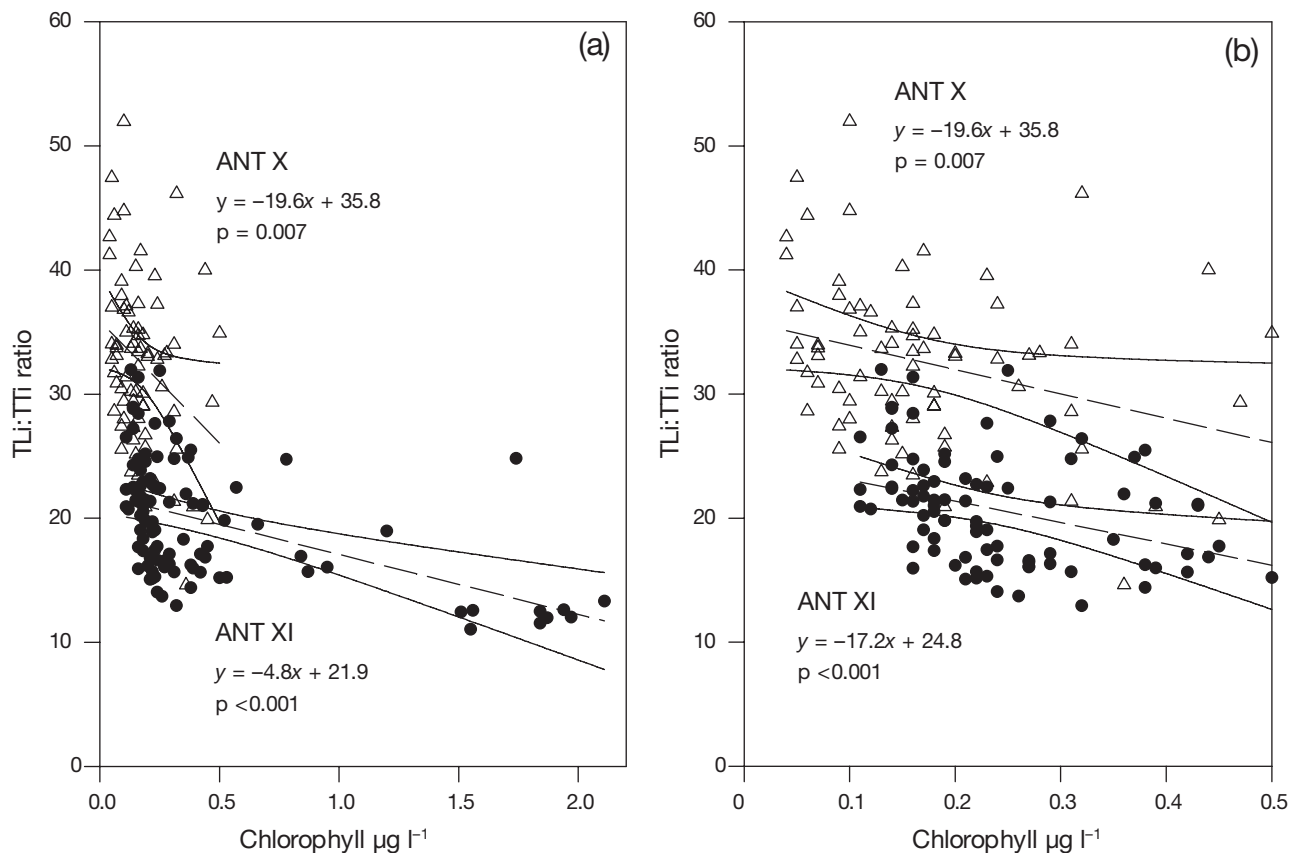 (a)
60
50
40
30
20
10
0
TLi:TTi ratio
ANT X
y = −19.6x + 35.8
p = 0.007
ANT XI
y = −4.8x + 21.9
p <0.001
0.0 0.5 1.0 1.5 2.0
Chlorophyll µg l⁻¹
(b)
60
50
40
30
20
10
0
TLi:TTi ratio
ANT X
y = −19.6x + 35.8
p = 0.007
ANT XI
y = −17.2x + 24.8
p <0.001
0 0.1 0.2 0.3 0.4 0.5
Chlorophyll µg l⁻¹